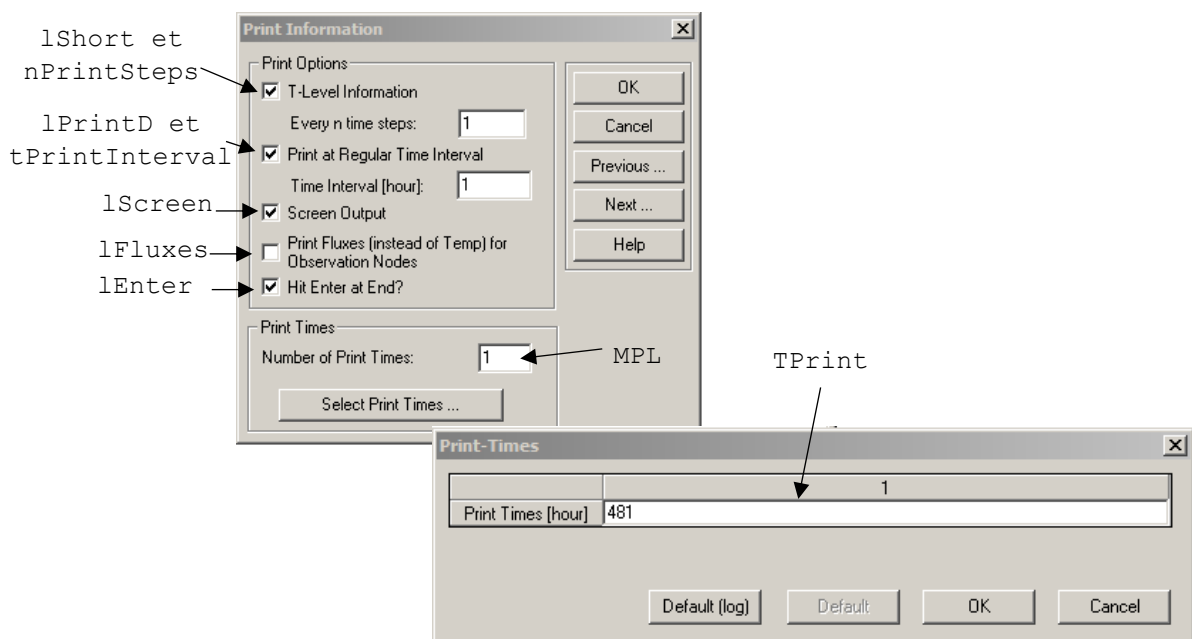 lShort et
nPrintSteps
lPrintD et
tPrintInterval
lScreen
lFluxes
lEnter
Print Information
Print Options
T-Level Information
Every n time steps: 1
Print at Regular Time Interval
Time Interval [hour]: 1
Screen Output
Print Fluxes (instead of Temp) for
Observation Nodes
Hit Enter at End?
OK
Cancel
Previous ...
Next ...
Help
Print Times
Number of Print Times: 1
Select Print Times ...
MPL
TPrint
Print-Times
1
Print Times [hour] 481
Default (log)
Default
OK
Cancel